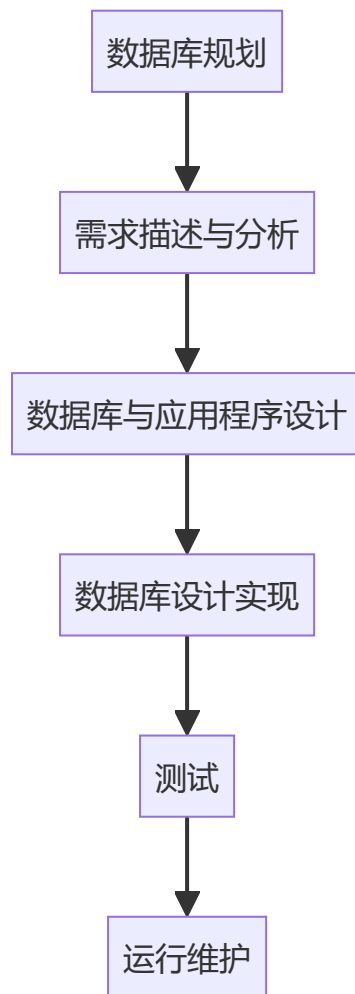 数据库规划
需求描述与分析
数据库与应用程序设计
数据库设计实现
测试
运行维护